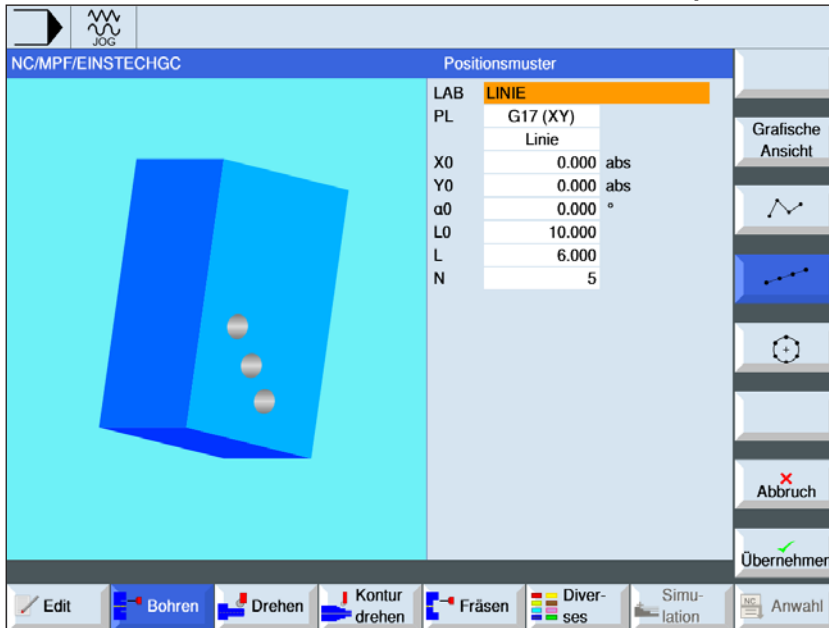 JOG
NC/MPF/EINSTECHGC
Positionsmuster
LAB LINIE
PL G17 (XY)
Linie
X0 0.000 abs
Y0 0.000 abs
α0 0.000 °
L0 10.000
L 6.000
N 5
Grafische
Ansicht
Abbruch
Übernehmen
Edit
Bohren
Drehen
Kontur
drehen
Fräsen
Diver-
ses
Simu-
lation
NC
Anwahl